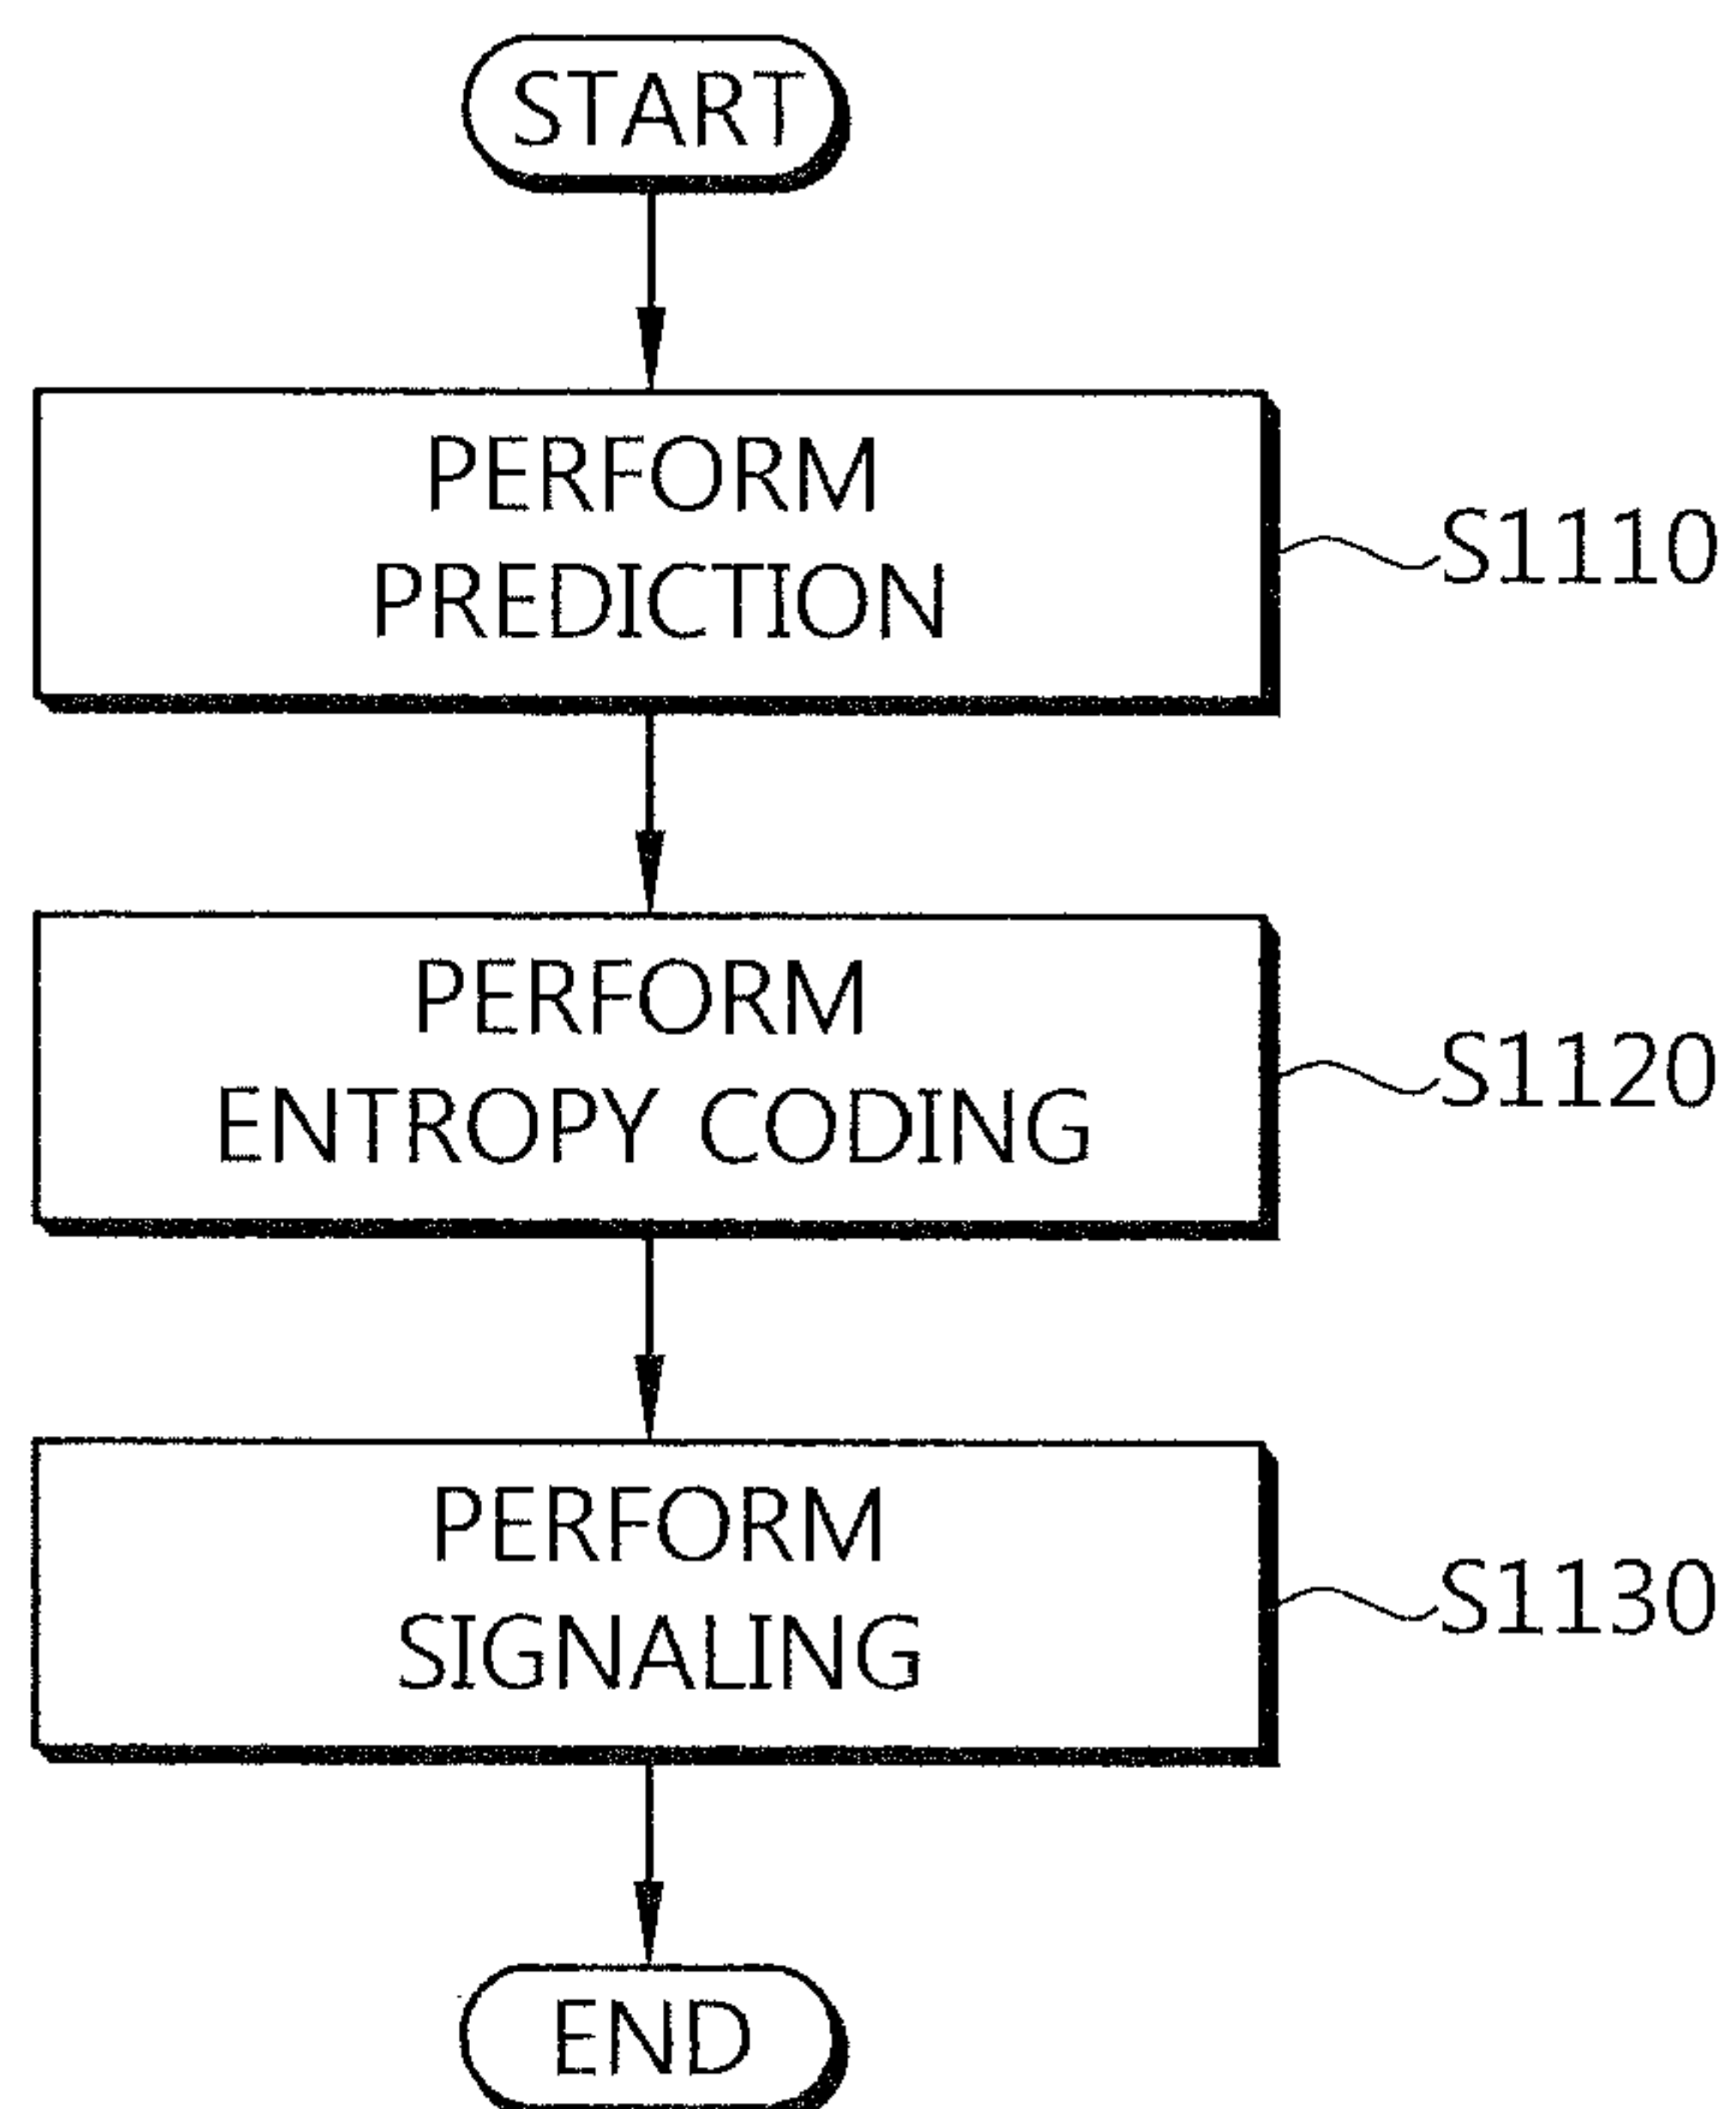 START
PERFORM
PREDICTION
S1110
PERFORM
ENTROPY CODING
S1120
PERFORM
SIGNALING
S1130
END